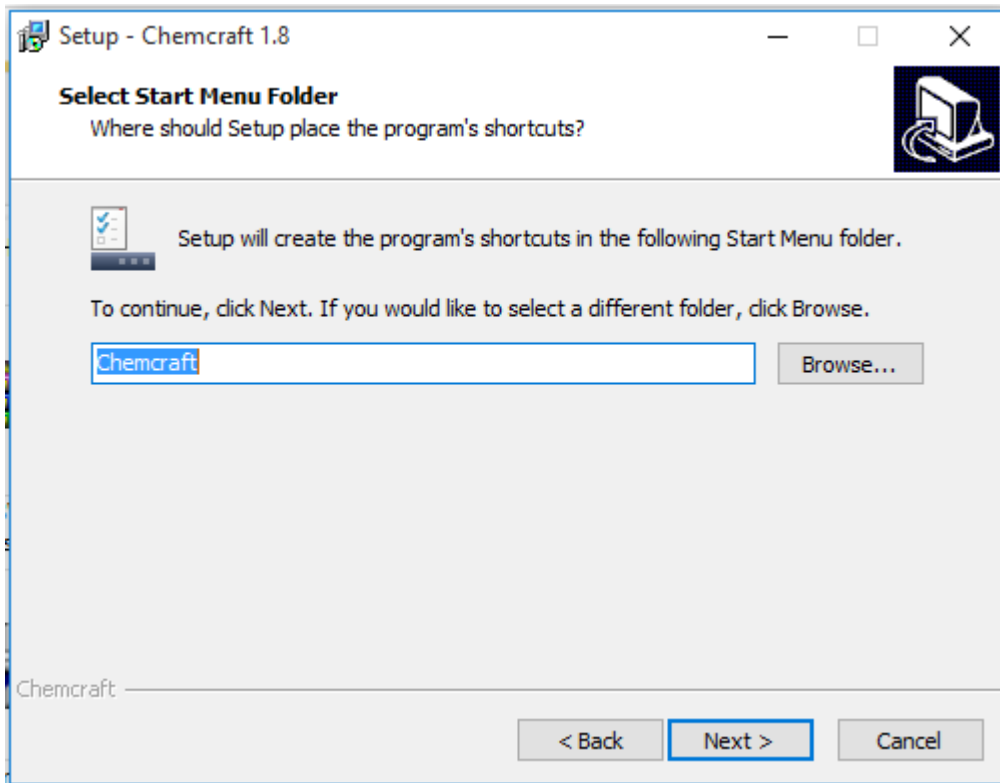 Setup - Chemcraft 1.8
Select Start Menu Folder
Where should Setup place the program's shortcuts?
Setup will create the program's shortcuts in the following Start Menu folder.
To continue, click Next. If you would like to select a different folder, click Browse.
Chemcraft
Browse...
Chemcraft
< Back
Next >
Cancel